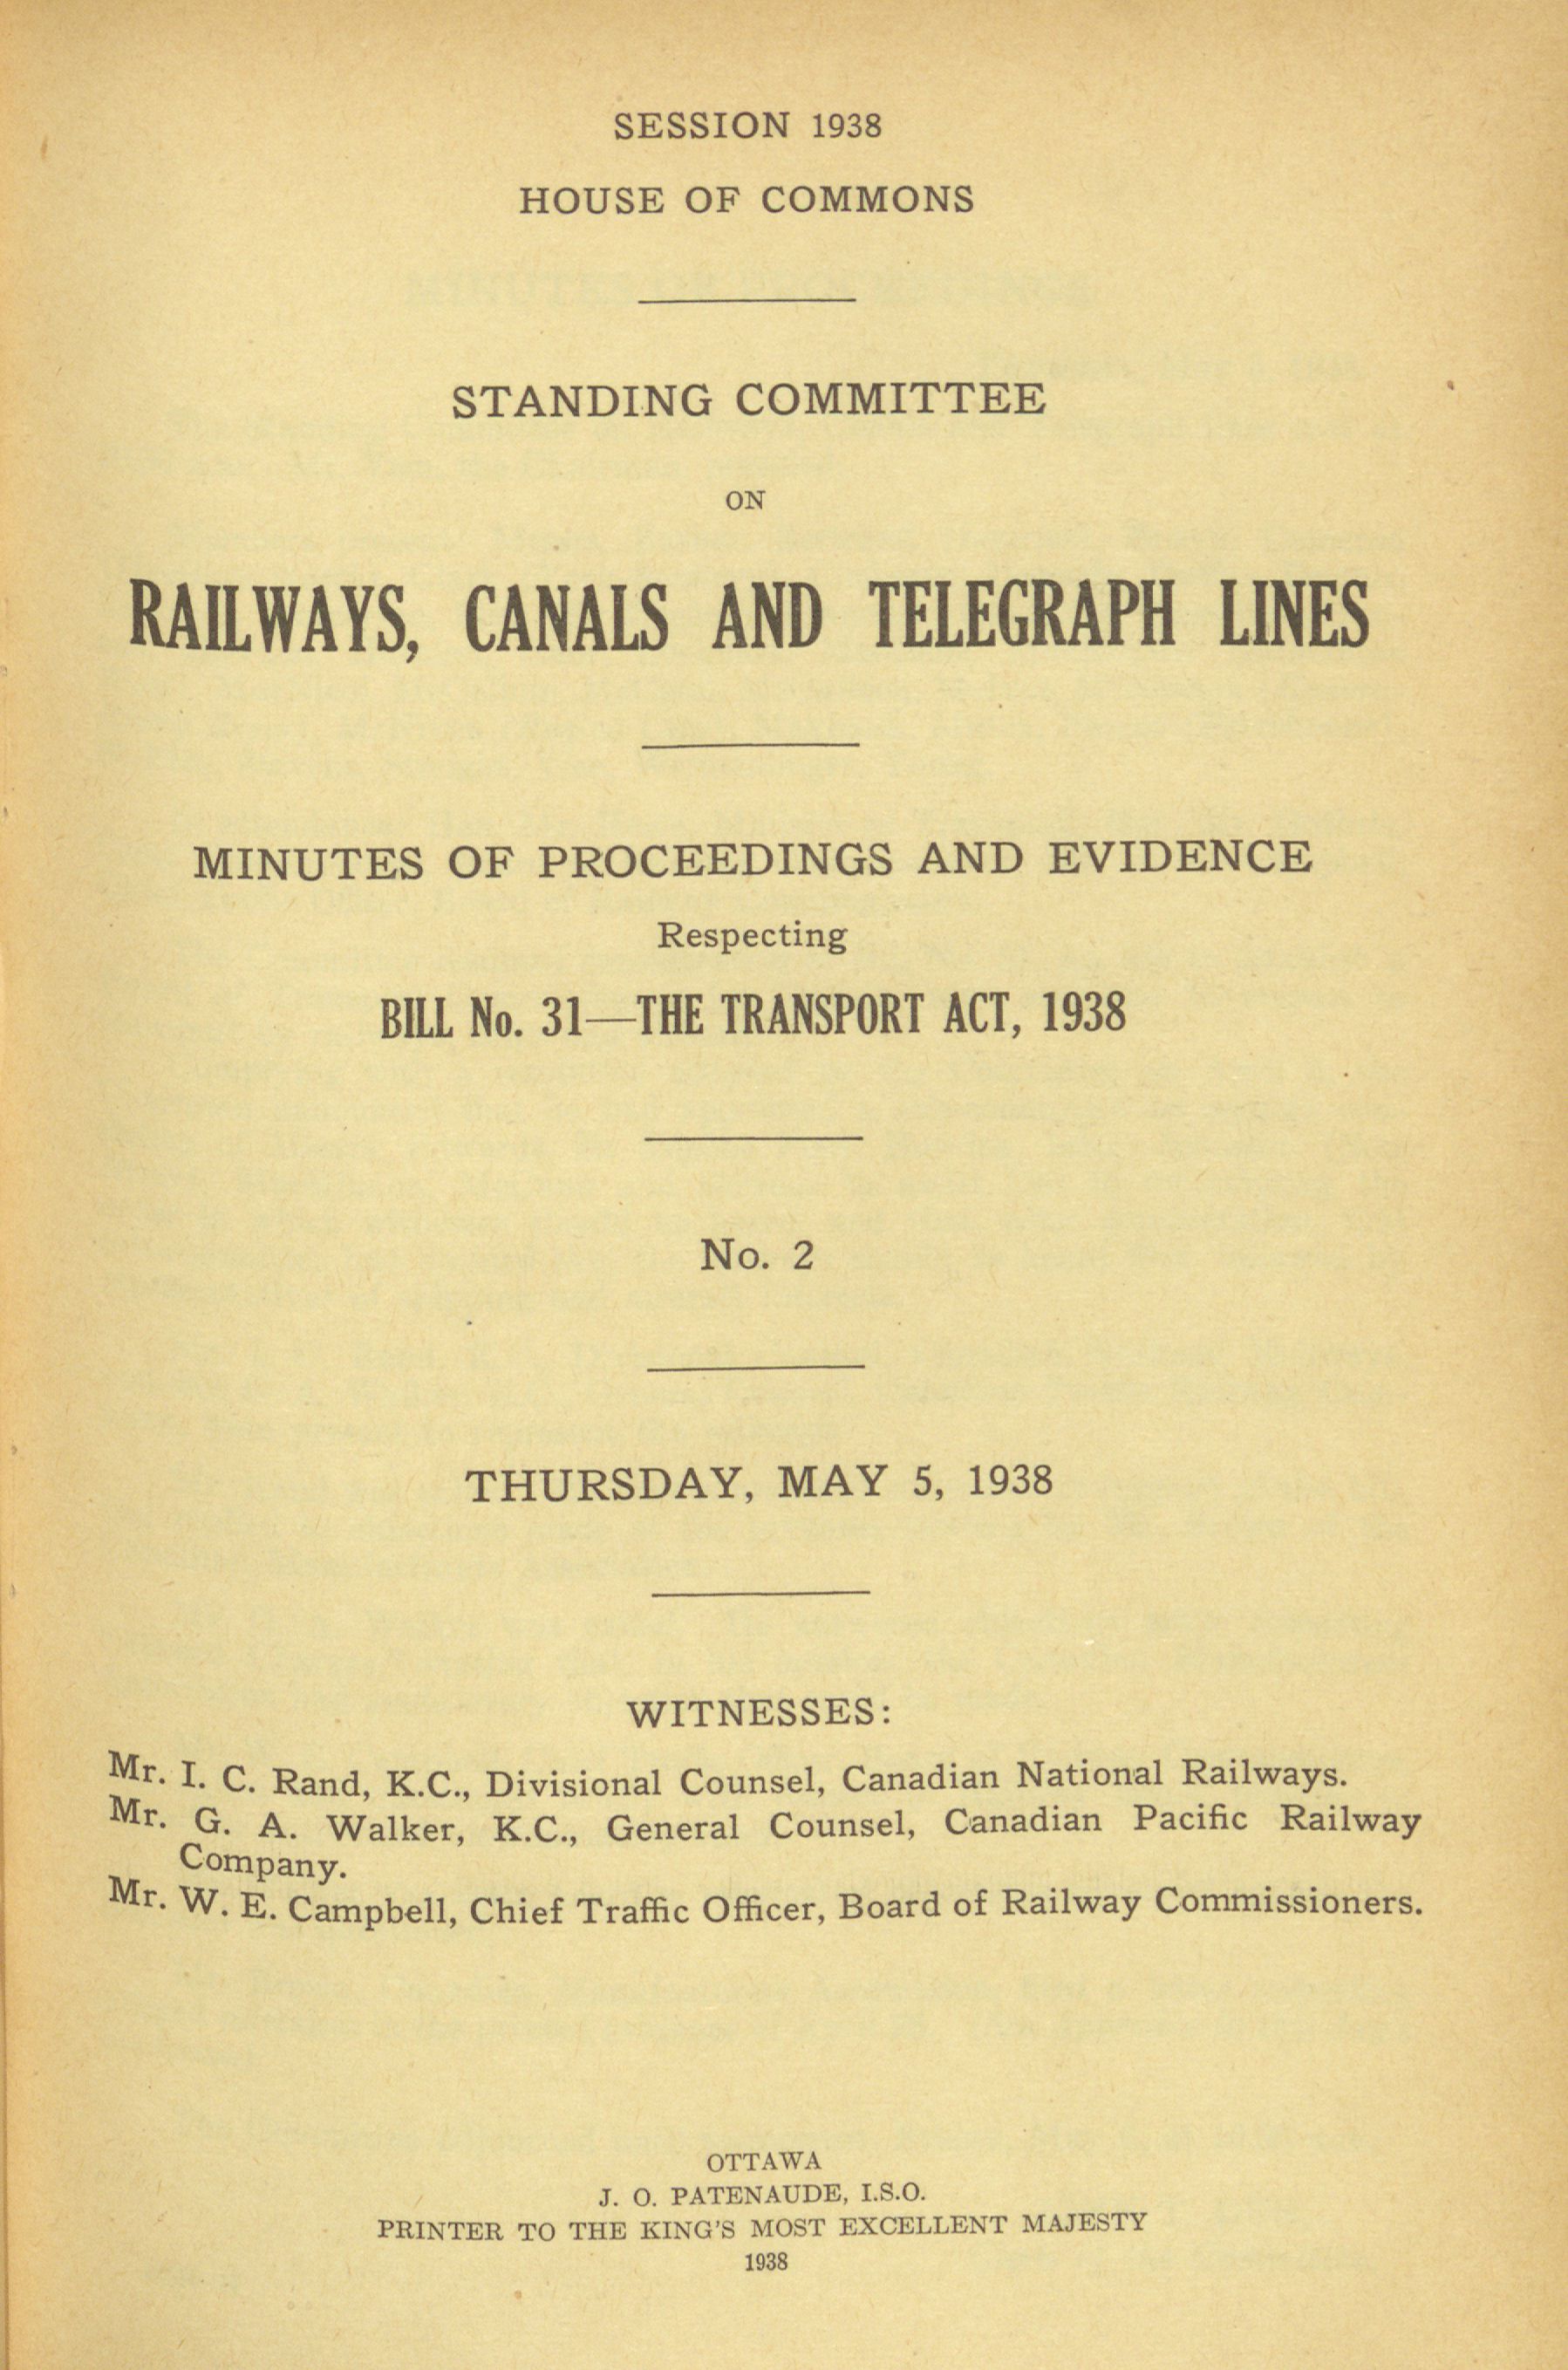 SESSION 1938
HOUSE OF COMMONS
STANDING COMMITTEE
ON
RAILWAYS, CANALS AND TELEGRAPH LINES
MINUTES OF PROCEEDINGS AND EVIDENCE
Respecting
BILL No. 31—THE TRANSPORT ACT, 1938
No. 2
THURSDAY, MAY 5, 1938
WITNESSES:
Mr. I. C. Rand, K.C., Divisional Counsel, Canadian National Railways.
Mr. G. A. Walker, K.C., General Counsel, Canadian Pacific Railway
Company.
Mr. W. E. Campbell, Chief Traffic Officer, Board of Railway Commissioners.
OTTAWA
J. O. PATENAUDE, I.S.O.
PRINTER TO THE KING'S MOST EXCELLENT MAJESTY
1938